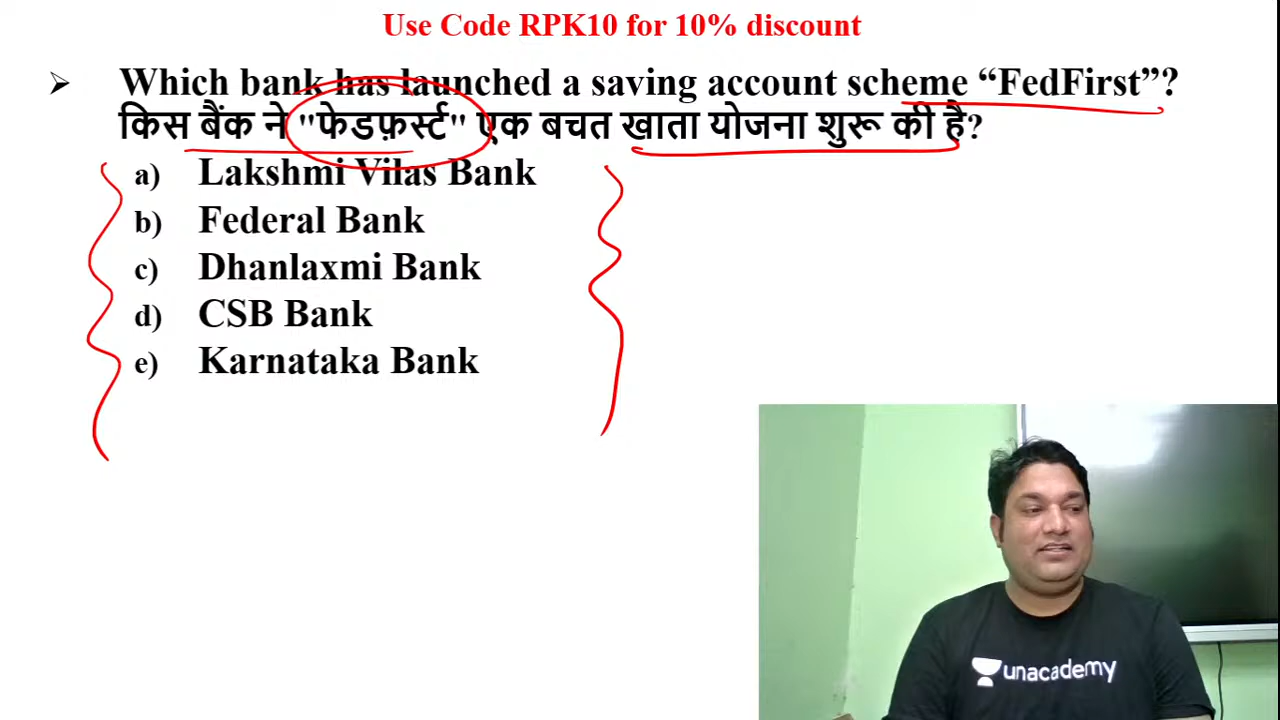 Use Code RPK10 for 10% discount
➤ Which bank has launched a saving account scheme “FedFirst”?
किस बैंक ने "फेडफ़र्स्ट" एक बचत खाता योजना शुरू की है?
a) Lakshmi Vilas Bank
b) Federal Bank
c) Dhanlaxmi Bank
d) CSB Bank
e) Karnataka Bank
unacademy